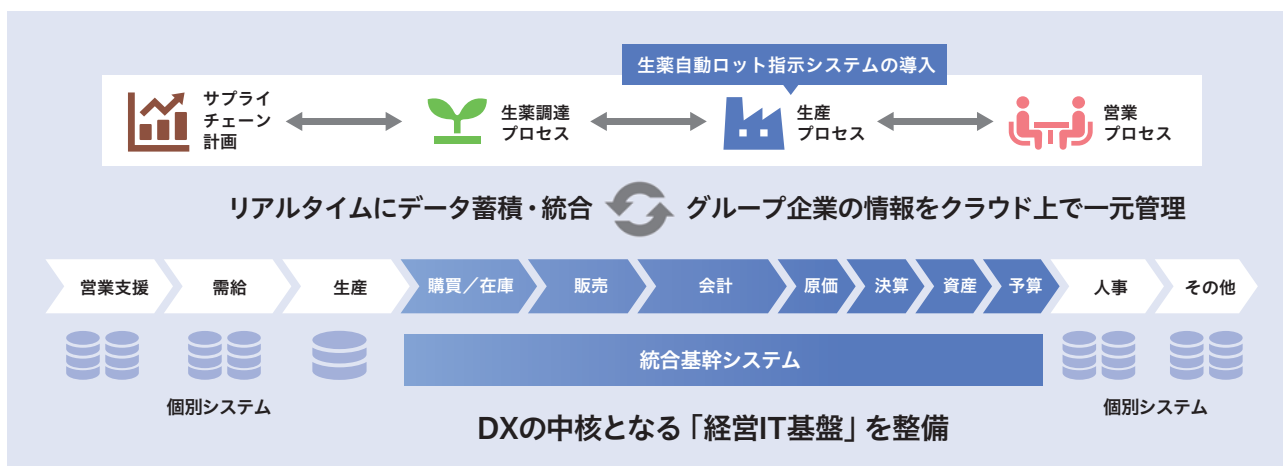 生薬自動ロット指示システムの導入
サプライ
チェーン
計画
生薬調達
プロセス
生産
プロセス
営業
プロセス
リアルタイムにデータ蓄積・統合
グループ企業の情報をクラウド上で一元管理
営業支援
需給
生産
購買／在庫
販売
会計
原価
決算
資産
予算
人事
その他
統合基幹システム
個別システム
個別システム
DXの中核となる「経営IT基盤」を整備